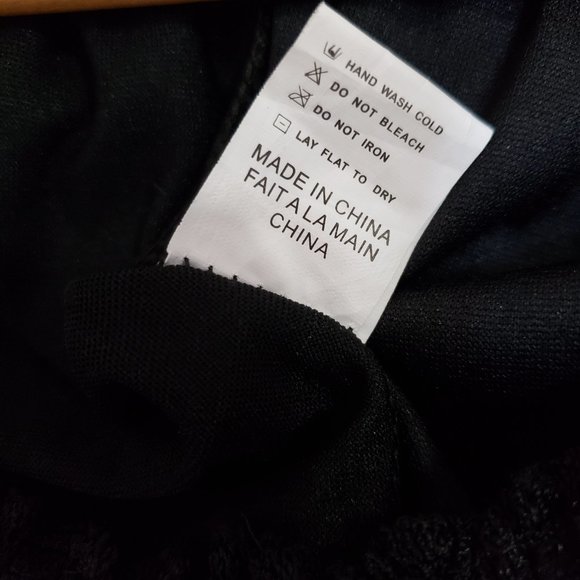 HAND WASH COLD
DO NOT BLEACH
DO NOT IRON
LAY FLAT TO DRY
MADE IN CHINA
FAIT A LA MAIN
CHINA